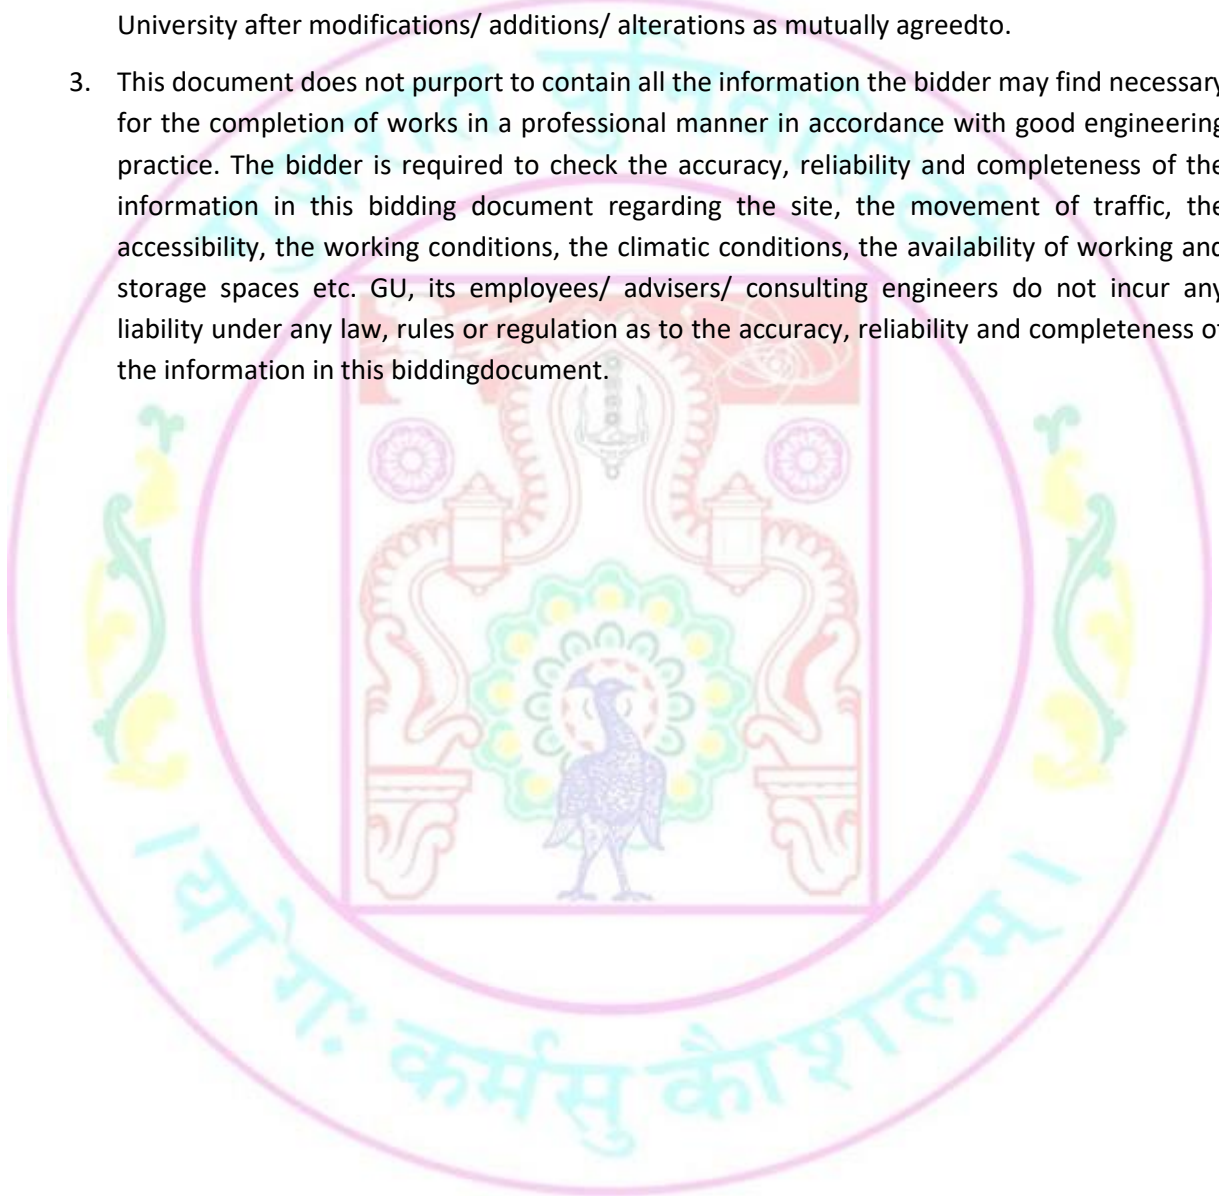 University after modifications/ additions/ alterations as mutually agreedto.
3. This document does not purport to contain all the information the bidder may find necessary
for the completion of works in a professional manner in accordance with good engineering
practice. The bidder is required to check the accuracy, reliability and completeness of the
information in this bidding document regarding the site, the movement of traffic, the
accessibility, the working conditions, the climatic conditions, the availability of working and
storage spaces etc. GU, its employees/ advisers/ consulting engineers do not incur any
liability under any law, rules or regulation as to the accuracy, reliability and completeness of
the information in this biddingdocument.
गुजरात युनिवर्सिटी
। योगः कर्मसु कौशलम् ।